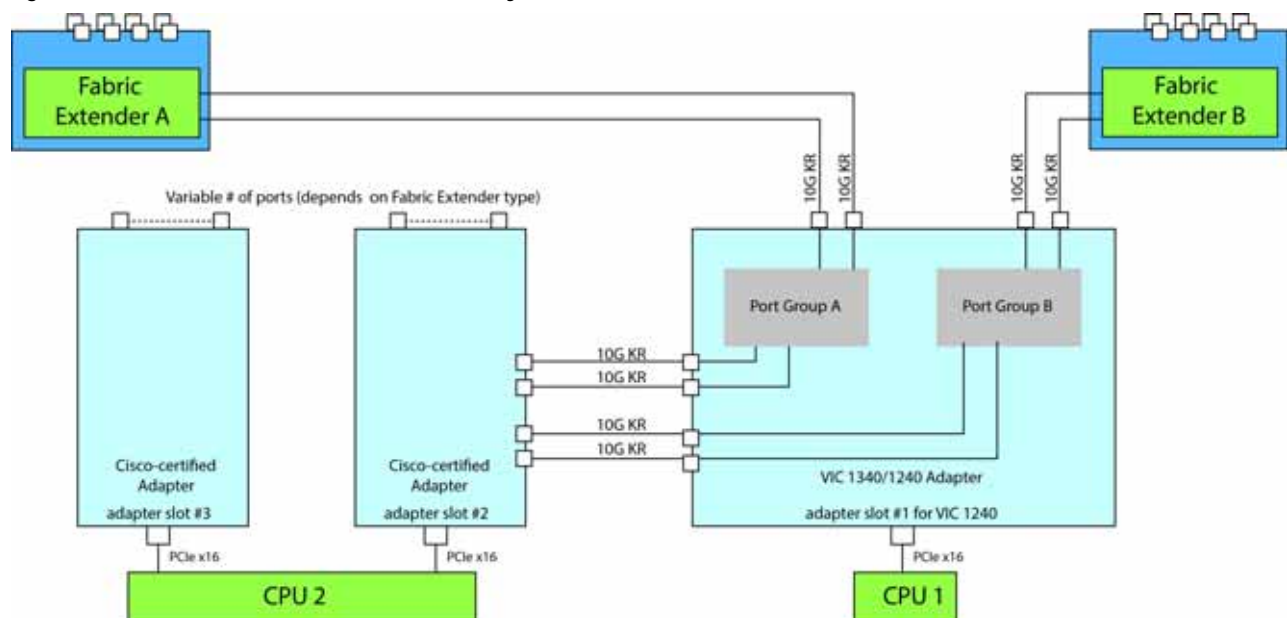 Fabric
Extender A
Fabric
Extender B
10G KR
10G KR
10G KR
10G KR
Variable # of ports (depends on Fabric Extender type)
Port Group A
Port Group B
10G KR
10G KR
10G KR
10G KR
Cisco-certified
Adapter
adapter slot #3
Cisco-certified
Adapter
adapter slot #2
VIC 1340/1240 Adapter
adapter slot #1 for VIC 1240
PCIe x16
PCIe x16
PCIe x16
CPU 2
CPU 1